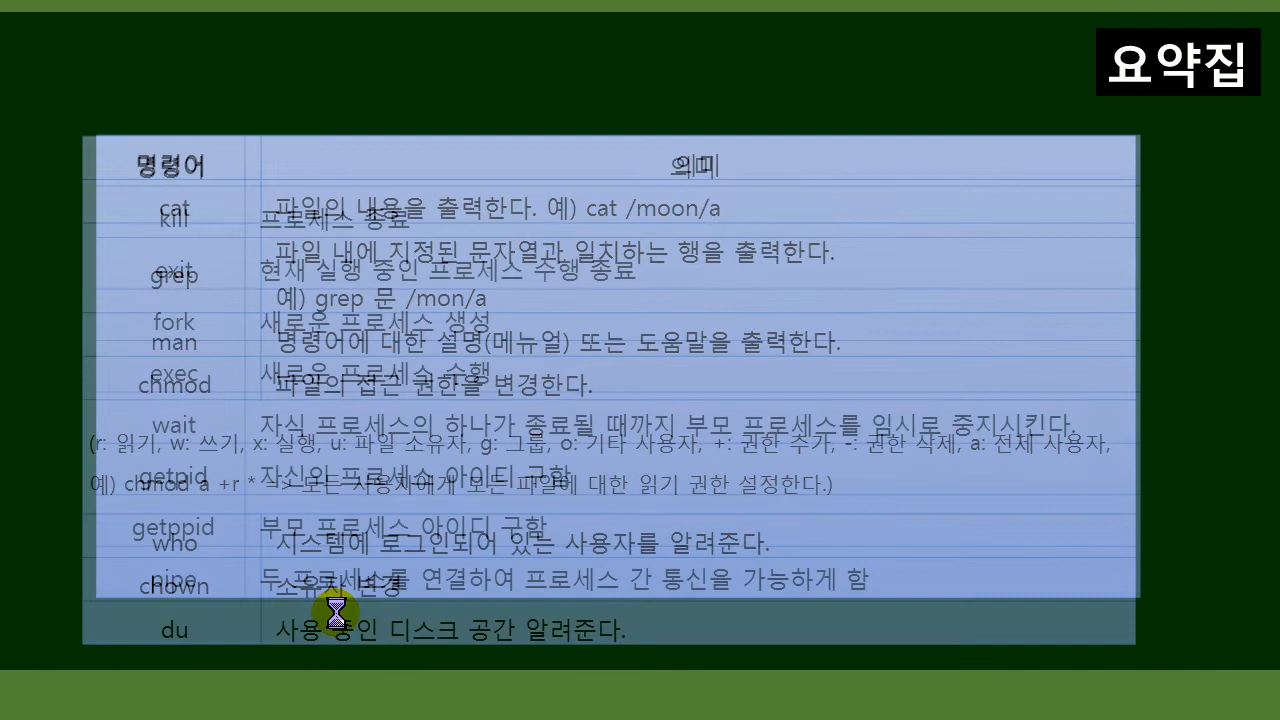 요약집
명령어 의미
cat 파일의 내용을 출력한다. 예) cat /moon/a
kill 프로세스 종료
파일 내에 지정된 문자열과 일치하는 행을 출력한다.
exit 현재 실행 중인 프로세스 수행 종료
grep
예) grep 문 /mon/a
fork 새로운 프로세스 생성
man 명령어에 대한 설명(메뉴얼) 또는 도움말을 출력한다.
exec 새로운 프로세스 수행
chmod 파일의 접근 권한을 변경한다.
wait 자식 프로세스의 하나가 종료될 때까지 부모 프로세스를 임시로 중지시킨다.
(r: 읽기, w: 쓰기, x: 실행, u: 파일 소유자, g: 그룹, o: 기타 사용자, +: 권한 추가, -: 권한 삭제, a: 전체 사용자,
getpid 자신의 프로세스 아이디 구함
예) chmod a +r * -> 모든 사용자에게 모든 파일에 대한 읽기 권한 설정한다.)
getppid 부모 프로세스 아이디 구함
who 시스템에 로그인되어 있는 사용자를 알려준다.
pipe 두 프로세스를 연결하여 프로세스 간 통신을 가능하게 함
chown 소유자 변경
du 사용 중인 디스크 공간 알려준다.